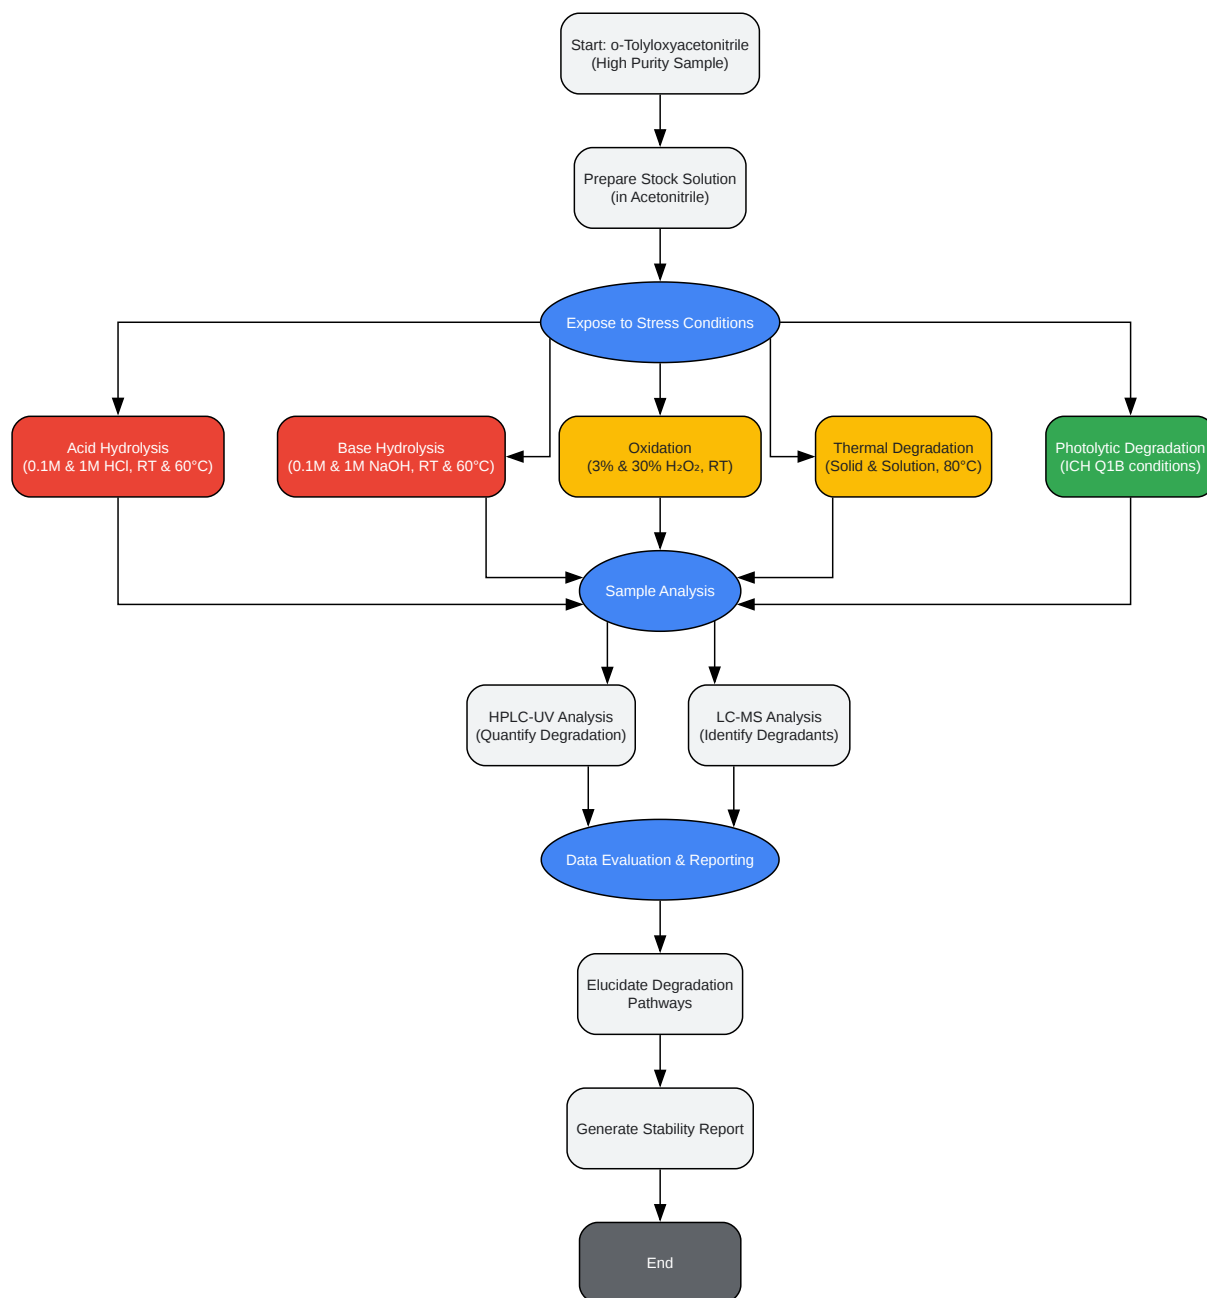 Start: o-Tolyloxyacetonitrile
(High Purity Sample)
Prepare Stock Solution
(in Acetonitrile)
Expose to Stress Conditions
Acid Hydrolysis
(0.1M & 1M HCl, RT & 60°C)
Base Hydrolysis
(0.1M & 1M NaOH, RT & 60°C)
Oxidation
(3% & 30% H₂O₂, RT)
Thermal Degradation
(Solid & Solution, 80°C)
Photolytic Degradation
(ICH Q1B conditions)
Sample Analysis
HPLC-UV Analysis
(Quantify Degradation)
LC-MS Analysis
(Identify Degradants)
Data Evaluation & Reporting
Elucidate Degradation
Pathways
Generate Stability Report
End